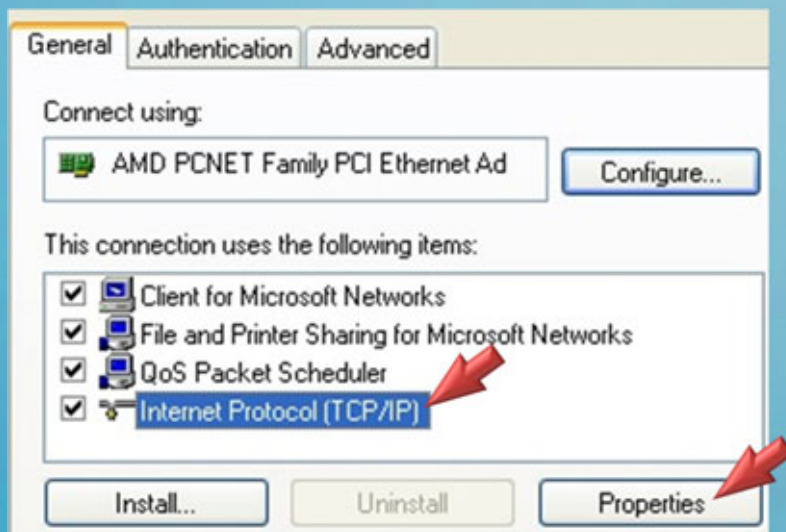 General Authentication Advanced
Connect using:
AMD PCNET Family PCI Ethernet Ad Configure...
This connection uses the following items:
Client for Microsoft Networks
File and Printer Sharing for Microsoft Networks
QoS Packet Scheduler
Internet Protocol (TCP/IP)
Install... Uninstall Properties